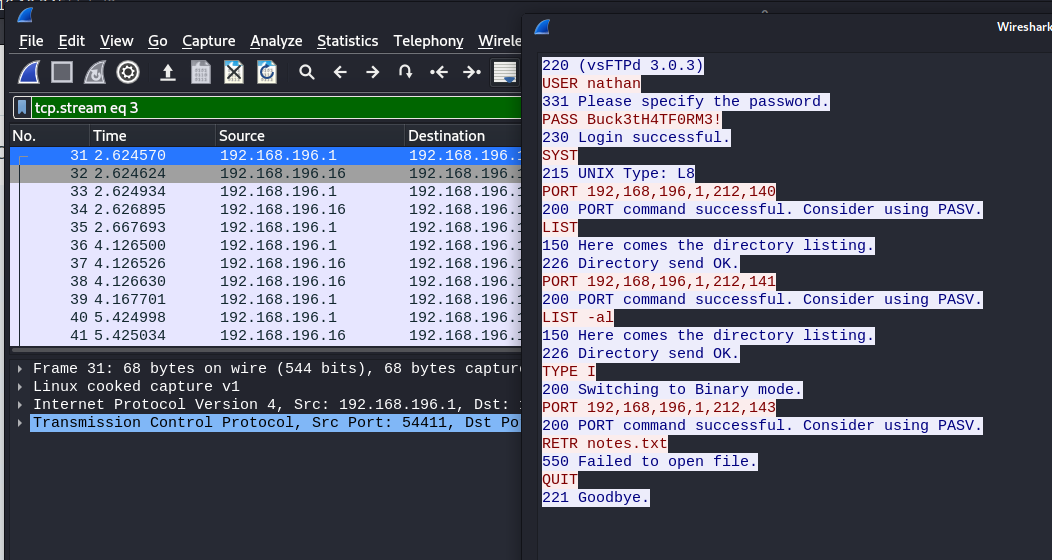 File Edit View Go Capture Analyze Statistics Telephony Wirele
tcp.stream eq 3
No. Time Source Destination
31 2.624570 192.168.196.1 192.168.196.1
32 2.624624 192.168.196.16 192.168.196.1
33 2.624934 192.168.196.1 192.168.196.1
34 2.626895 192.168.196.16 192.168.196.1
35 2.667693 192.168.196.1 192.168.196.1
36 4.126500 192.168.196.1 192.168.196.1
37 4.126526 192.168.196.16 192.168.196.1
38 4.126630 192.168.196.16 192.168.196.1
39 4.167701 192.168.196.1 192.168.196.1
40 5.424998 192.168.196.1 192.168.196.1
41 5.425034 192.168.196.16 192.168.196.1
Frame 31: 68 bytes on wire (544 bits), 68 bytes capture
Linux cooked capture v1
Internet Protocol Version 4, Src: 192.168.196.1, Dst:
Transmission Control Protocol, Src Port: 54411, Dst Po
Wireshark
220 (vsFTPd 3.0.3)
USER nathan
331 Please specify the password.
PASS Buck3tH4TF0RM3!
230 Login successful.
SYST
215 UNIX Type: L8
PORT 192,168,196,1,212,140
200 PORT command successful. Consider using PASV.
LIST
150 Here comes the directory listing.
226 Directory send OK.
PORT 192,168,196,1,212,141
200 PORT command successful. Consider using PASV.
LIST -al
150 Here comes the directory listing.
226 Directory send OK.
TYPE I
200 Switching to Binary mode.
PORT 192,168,196,1,212,143
200 PORT command successful. Consider using PASV.
RETR notes.txt
550 Failed to open file.
QUIT
221 Goodbye.